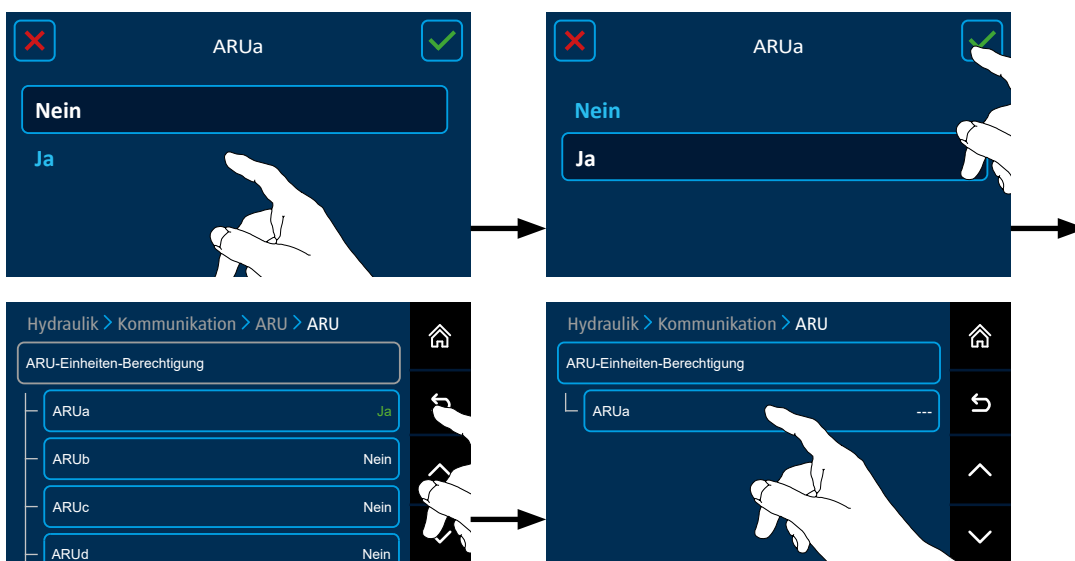 ARUa
Nein
Ja
ARUa
Nein
Ja
Hydraulik > Kommunikation > ARU > ARU
ARU-Einheiten-Berechtigung
ARUa Ja
ARUb Nein
ARUc Nein
ARUd Nein
Hydraulik > Kommunikation > ARU
ARU-Einheiten-Berechtigung
ARUa ---